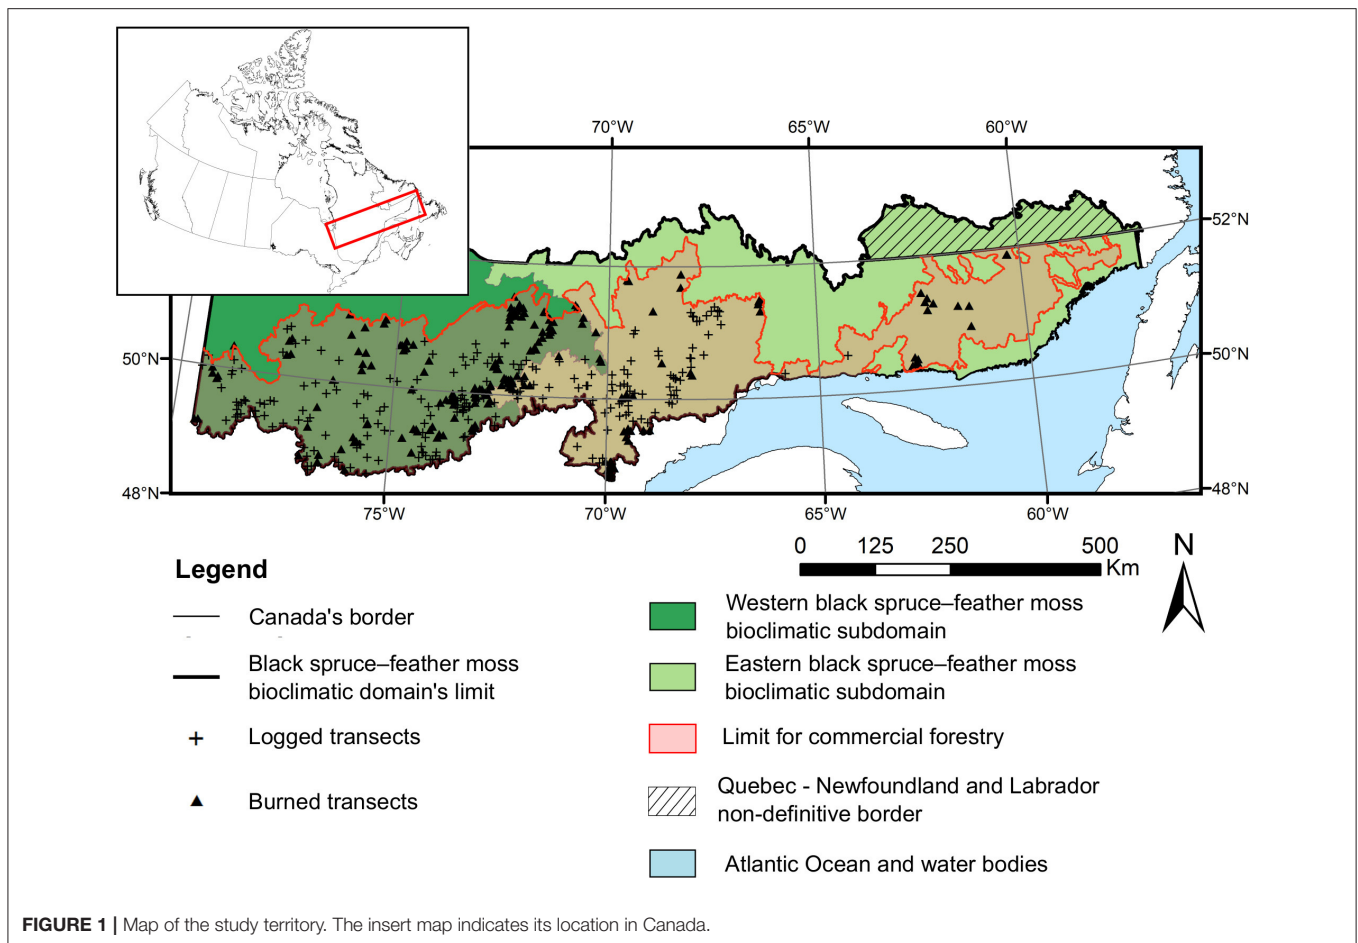 70°W 65°W 60°W
52°N
50°N 50°N
48°N 48°N
75°W 70°W 65°W 60°W
0 125 250 500
Km
N
Legend
Canada's border
Black spruce–feather moss
bioclimatic domain's limit
Logged transects
Burned transects
Western black spruce–feather moss
bioclimatic subdomain
Eastern black spruce–feather moss
bioclimatic subdomain
Limit for commercial forestry
Quebec - Newfoundland and Labrador
non-definitive border
Atlantic Ocean and water bodies
FIGURE 1 | Map of the study territory. The insert map indicates its location in Canada.